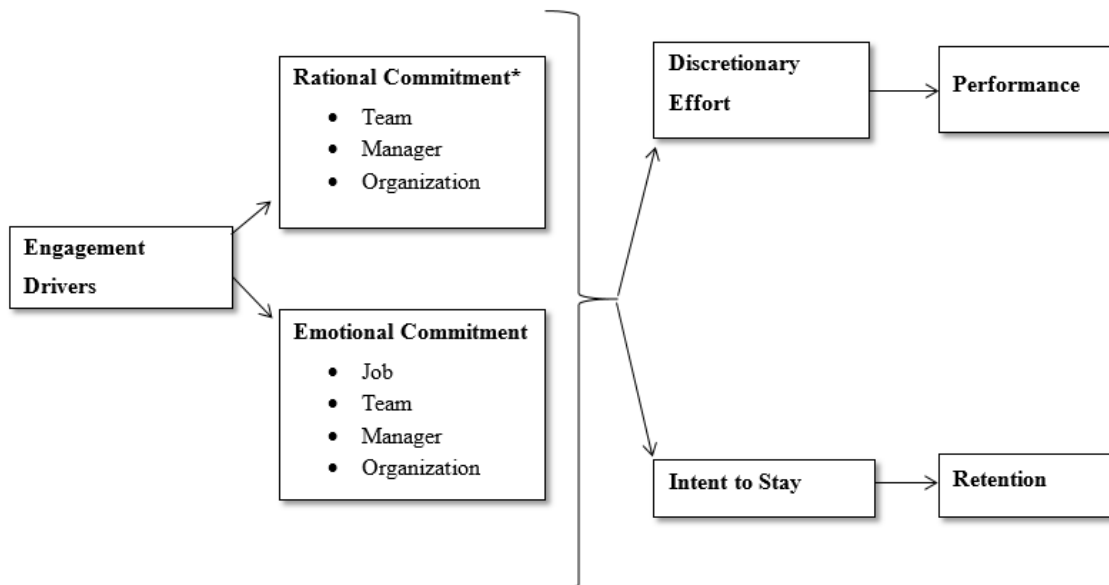 Engagement
Drivers
Rational Commitment*
• Team
• Manager
• Organization
Emotional Commitment
• Job
• Team
• Manager
• Organization
Discretionary
Effort
Performance
Intent to Stay
Retention